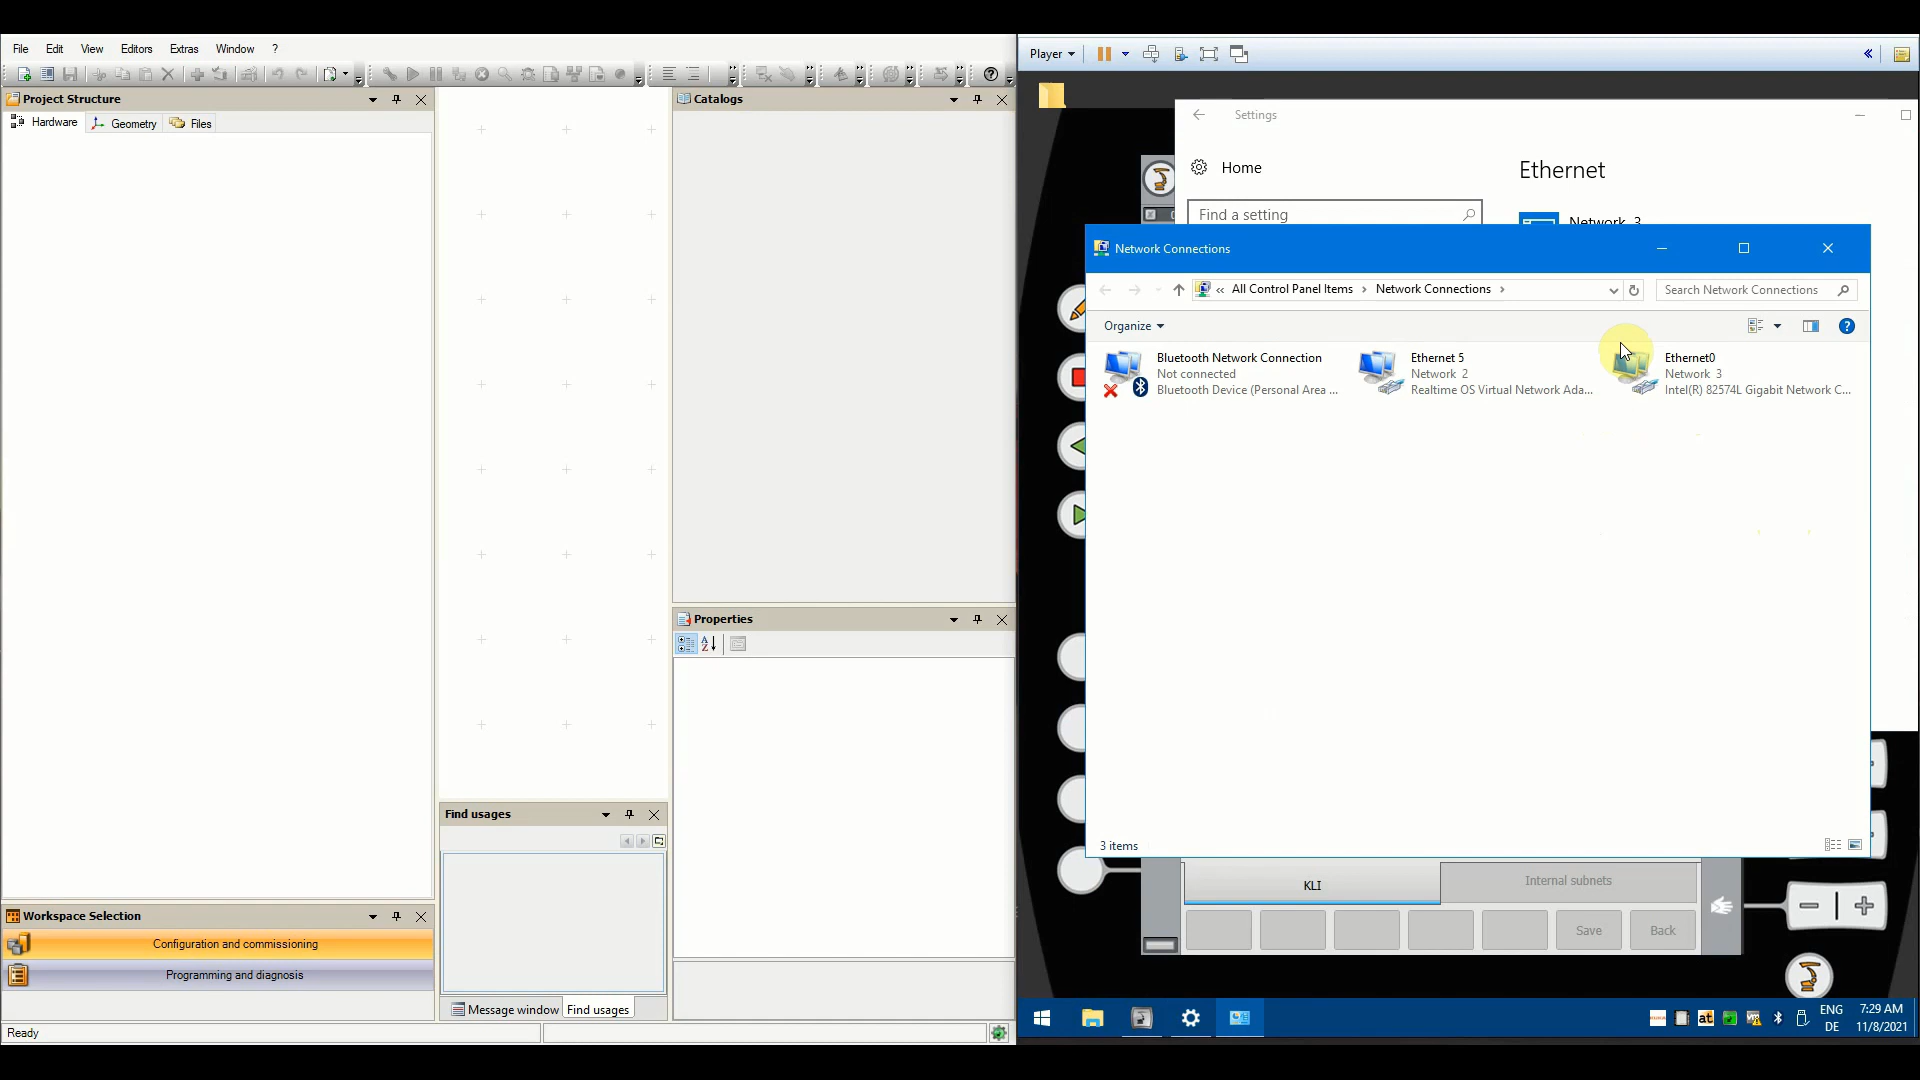 File Edit View Editors Extras Window ?
Project Structure
Hardware Geometry Files
Workspace Selection
Configuration and commissioning
Programming and diagnosis
Ready
Find usages
Message window Find usages
Catalogs
Properties
Player
Settings
Home
Find a setting
Ethernet
Network 3
Network Connections
« All Control Panel Items > Network Connections >
Search Network Connections
Organize
Bluetooth Network Connection
Not connected
Bluetooth Device (Personal Area ...
Ethernet 5
Network 2
Realtime OS Virtual Network Ada...
Ethernet0
Network 3
Intel(R) 82574L Gigabit Network C...
3 items
KLI
Internal subnets
Save
Back
ENG
DE
7:29 AM
11/8/2021